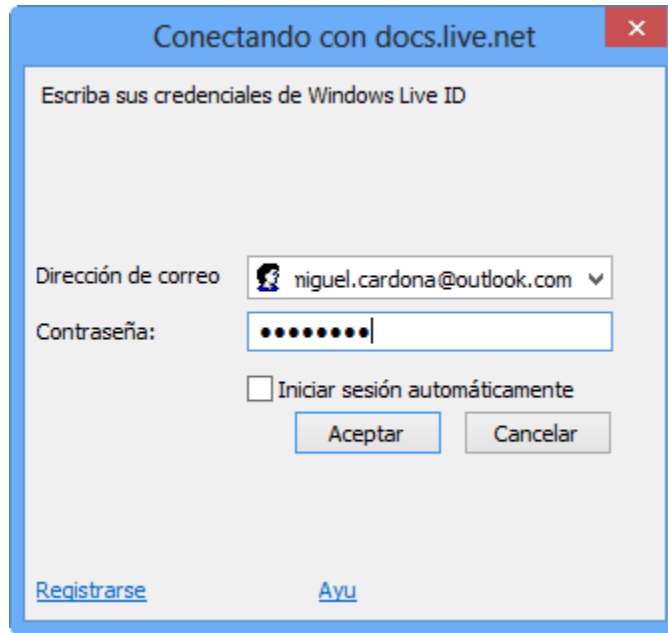 Conectando con docs.live.net
Escriba sus credenciales de Windows Live ID
Dirección de correo
niguel.cardona@outlook.com
Contraseña:
●●●●●●●●
Iniciar sesión automáticamente
Aceptar Cancelar
Registrarse Ayu